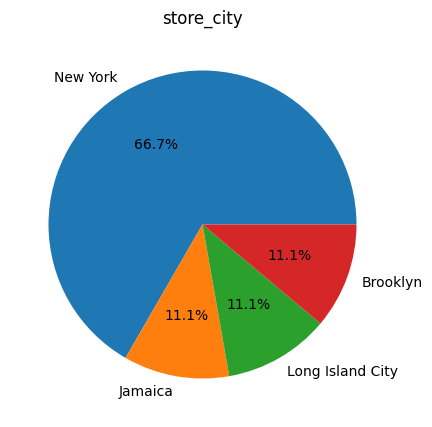 store_city
New York
66.7%
11.1%
Brooklyn
11.1%
11.1%
Long Island City
Jamaica